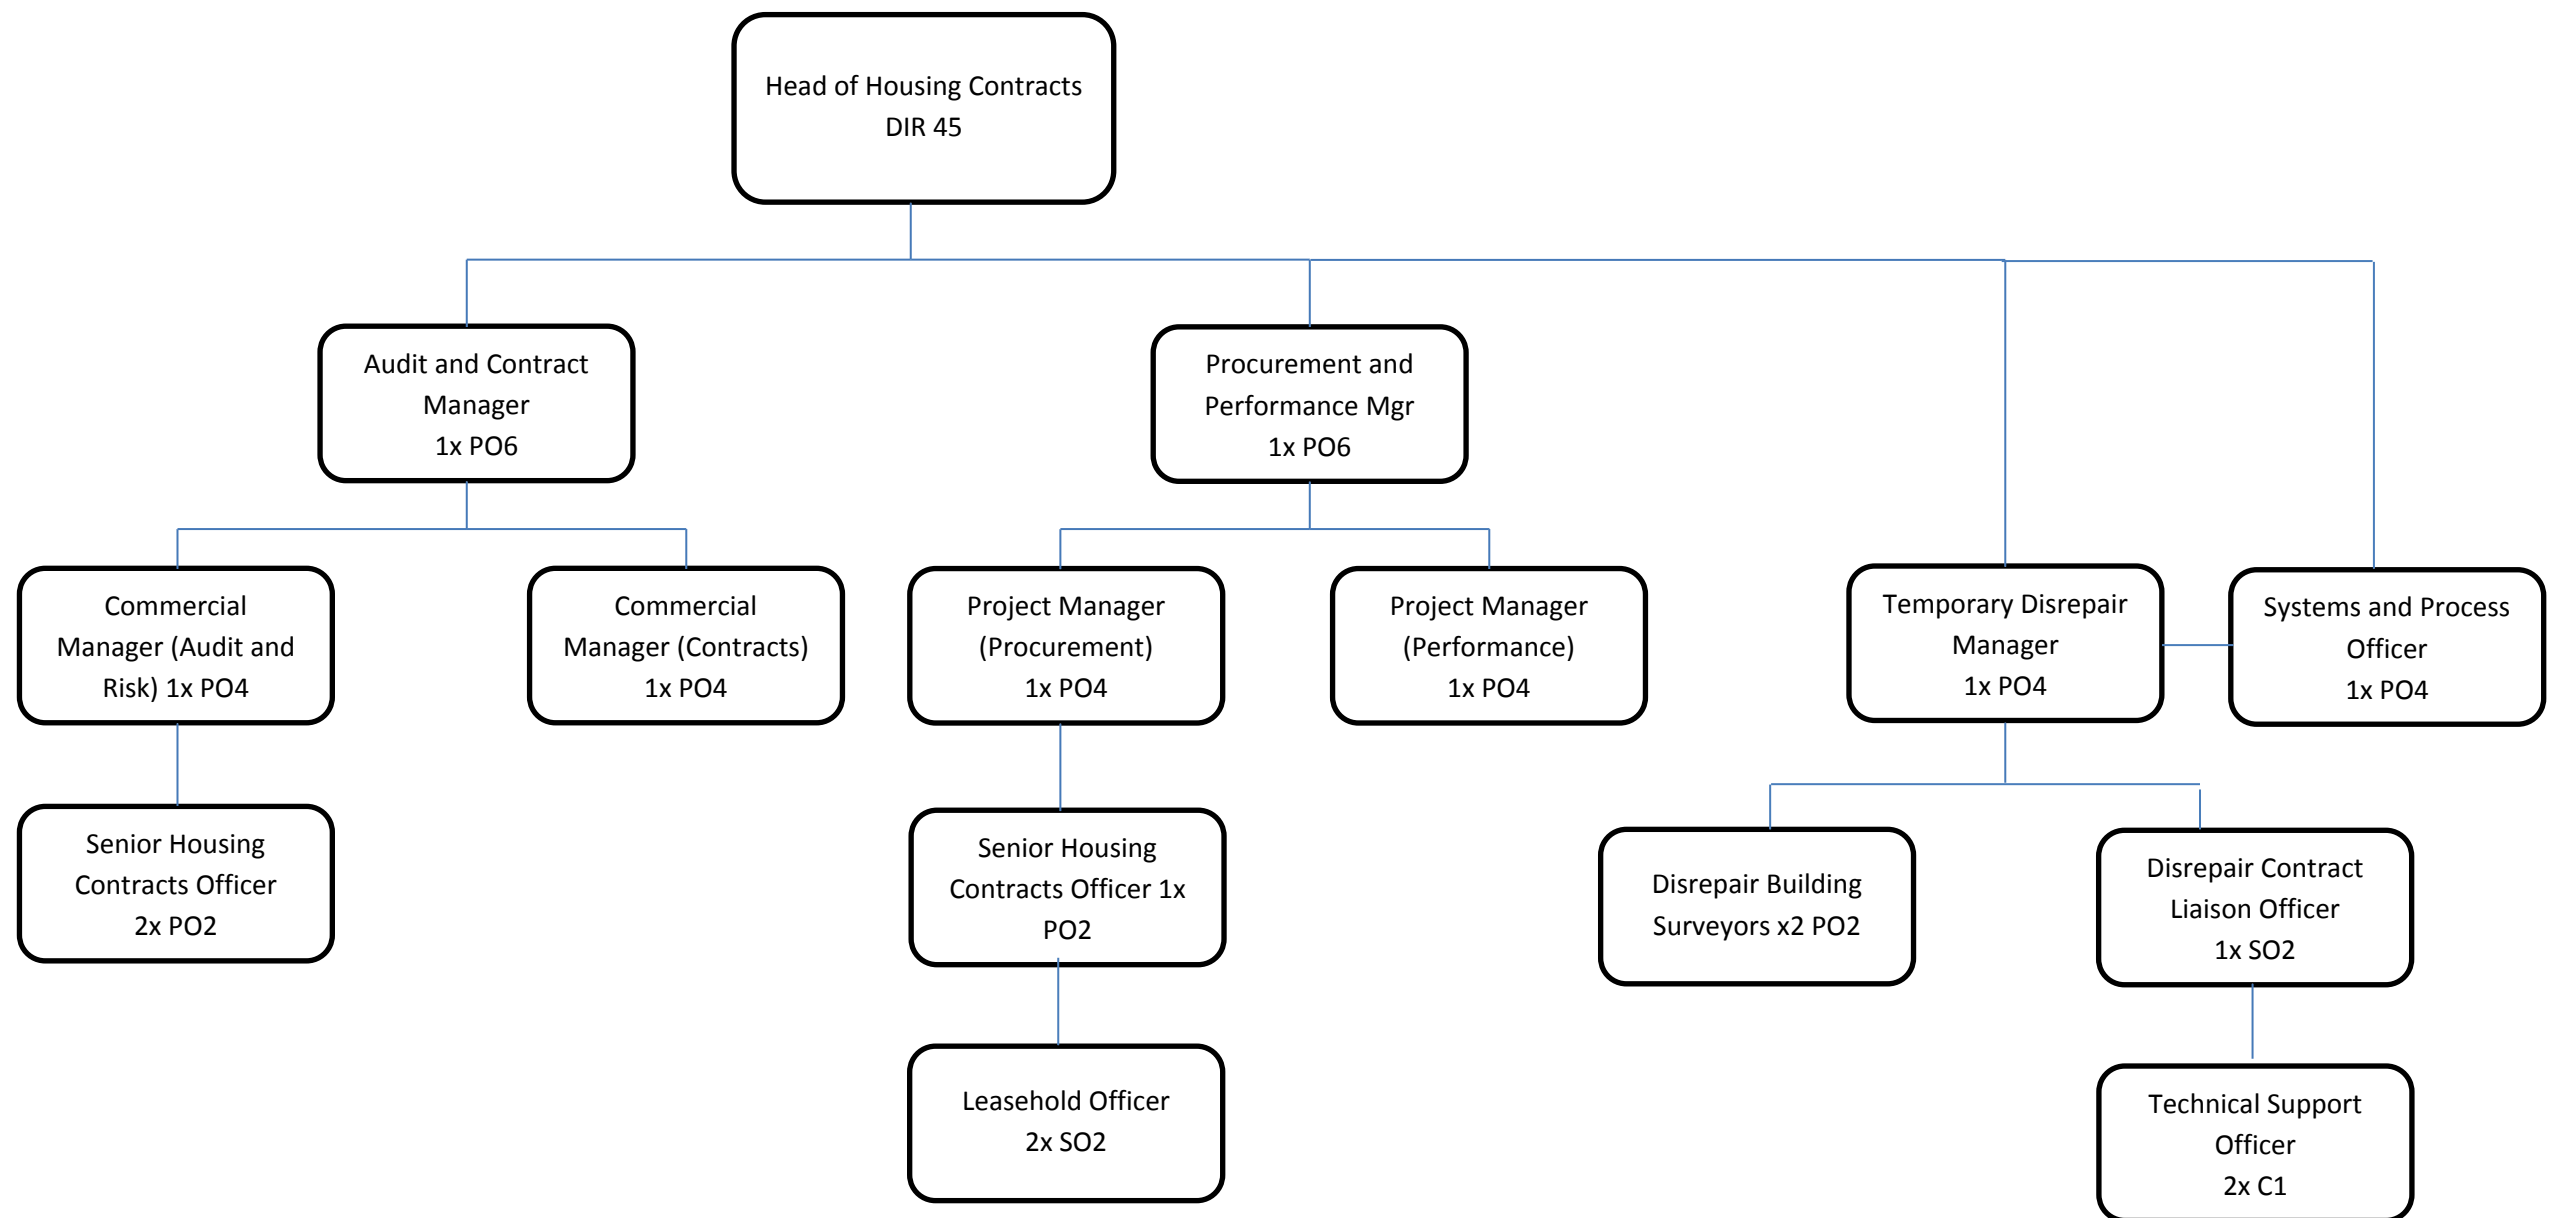 Head of Housing Contracts
DIR 45
Audit and Contract
Manager
1x PO6
Procurement and
Performance Mgr
1x PO6
Commercial
Manager (Audit and
Risk) 1x PO4
Commercial
Manager (Contracts)
1x PO4
Project Manager
(Procurement)
1x PO4
Project Manager
(Performance)
1x PO4
Temporary Disrepair
Manager
1x PO4
Systems and Process
Officer
1x PO4
Senior Housing
Contracts Officer
2x PO2
Senior Housing
Contracts Officer 1x
PO2
Disrepair Building
Surveyors x2 PO2
Disrepair Contract
Liaison Officer
1x SO2
Leasehold Officer
2x SO2
Technical Support
Officer
2x C1